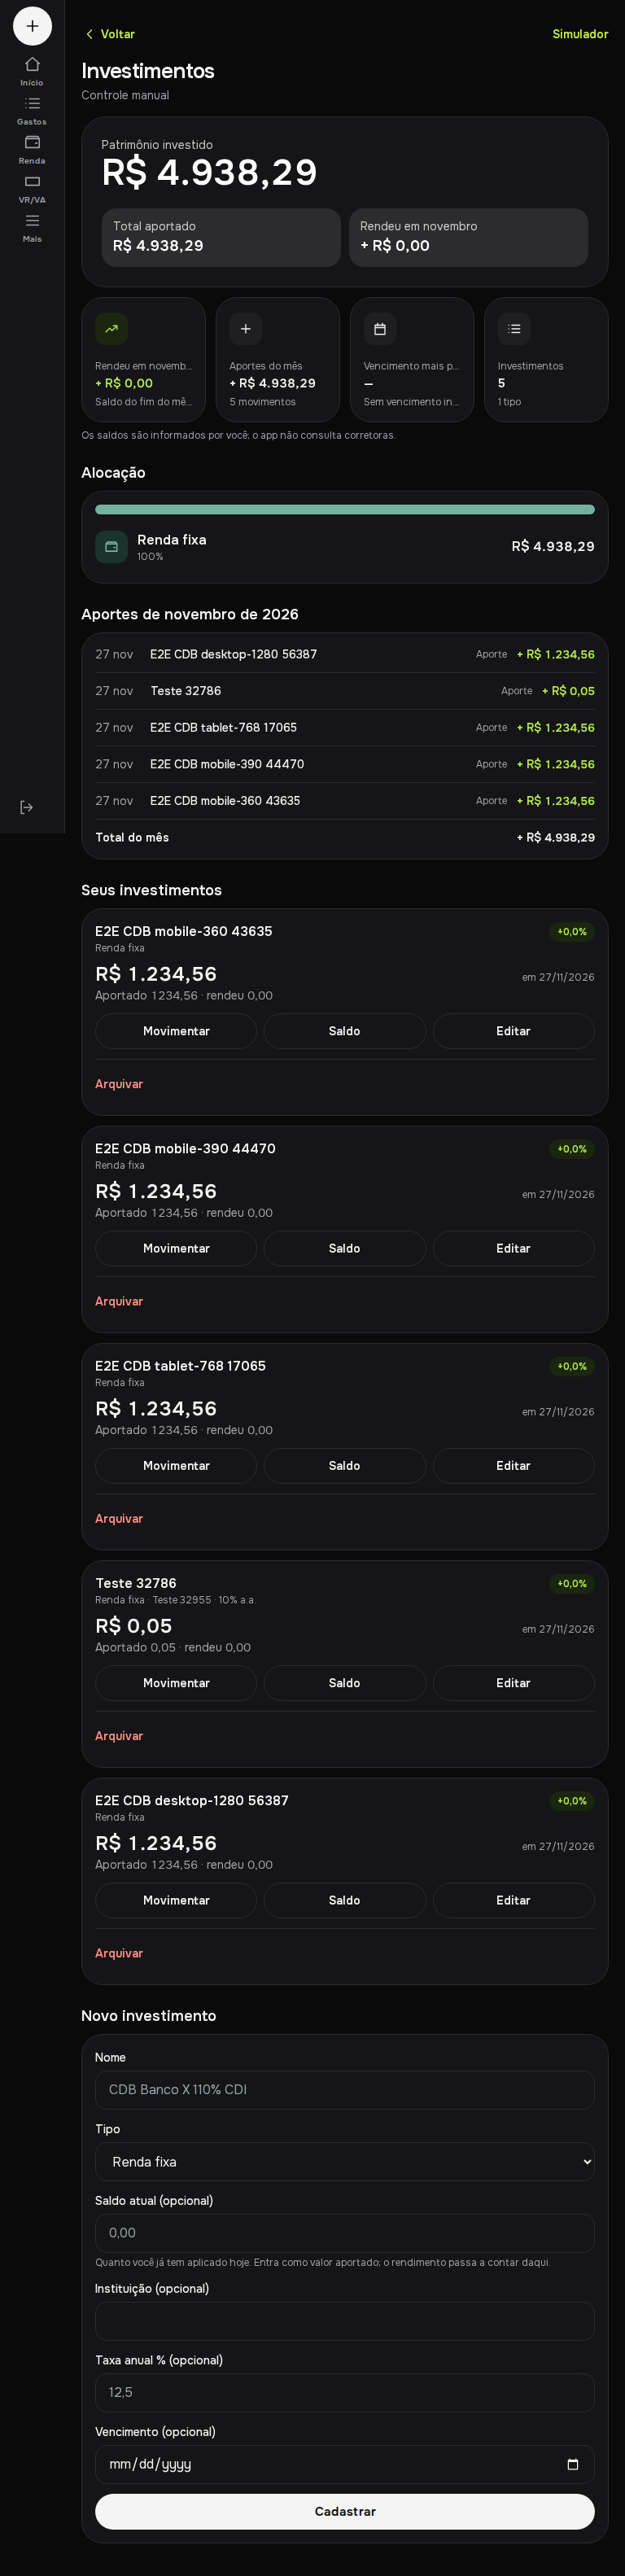 Início
Gastos
Renda
VR/VA
Mais
Voltar
Simulador
Investimentos
Controle manual
Patrimônio investido
R$ 4.938,29
Total aportado
R$ 4.938,29
Rendeu em novembro
+ R$ 0,00
Rendeu em novemb...
+ R$ 0,00
Saldo do fim do mê...
Aportes do mês
+ R$ 4.938,29
5 movimentos
Vencimento mais p...
—
Sem vencimento in...
Investimentos
5
1 tipo
Os saldos são informados por você; o app não consulta corretoras.
Alocação
Renda fixa
100%
R$ 4.938,29
Aportes de novembro de 2026
27 nov E2E CDB desktop-1280 56387 Aporte + R$ 1.234,56
27 nov Teste 32786 Aporte + R$ 0,05
27 nov E2E CDB tablet-768 17065 Aporte + R$ 1.234,56
27 nov E2E CDB mobile-390 44470 Aporte + R$ 1.234,56
27 nov E2E CDB mobile-360 43635 Aporte + R$ 1.234,56
Total do mês + R$ 4.938,29
Seus investimentos
E2E CDB mobile-360 43635 +0,0%
Renda fixa
R$ 1.234,56 em 27/11/2026
Aportado 1234,56 · rendeu 0,00
Movimentar Saldo Editar
Arquivar
E2E CDB mobile-390 44470 +0,0%
Renda fixa
R$ 1.234,56 em 27/11/2026
Aportado 1234,56 · rendeu 0,00
Movimentar Saldo Editar
Arquivar
E2E CDB tablet-768 17065 +0,0%
Renda fixa
R$ 1.234,56 em 27/11/2026
Aportado 1234,56 · rendeu 0,00
Movimentar Saldo Editar
Arquivar
Teste 32786 +0,0%
Renda fixa · Teste 32955 · 10% a.a.
R$ 0,05 em 27/11/2026
Aportado 0,05 · rendeu 0,00
Movimentar Saldo Editar
Arquivar
E2E CDB desktop-1280 56387 +0,0%
Renda fixa
R$ 1.234,56 em 27/11/2026
Aportado 1234,56 · rendeu 0,00
Movimentar Saldo Editar
Arquivar
Novo investimento
Nome
CDB Banco X 110% CDI
Tipo
Renda fixa
Saldo atual (opcional)
0,00
Quanto você já tem aplicado hoje. Entra como valor aportado; o rendimento passa a contar daqui.
Instituição (opcional)
Taxa anual % (opcional)
12,5
Vencimento (opcional)
mm/dd/yyyy
Cadastrar